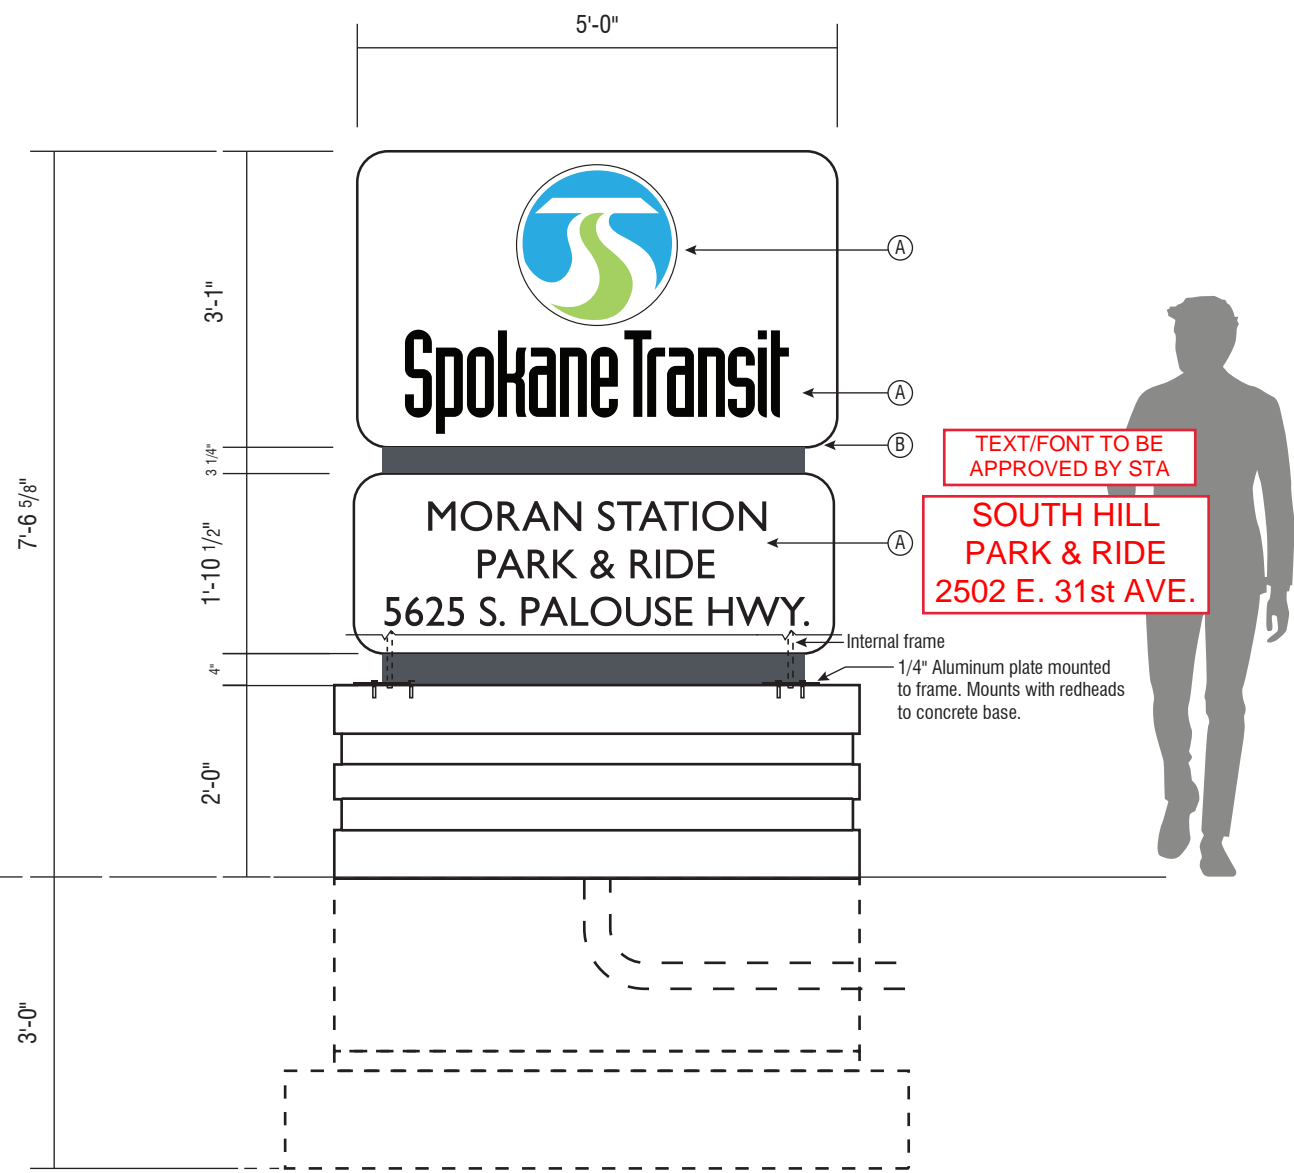 5'-0"
7'-6 5/8"
3'-1"
3 1/4"
1'-10 1/2"
4"
2'-0"
3'-0"
Spokane Transit
A
A
B
MORAN STATION
PARK & RIDE
5625 S. PALOUSE HWY.
A
TEXT/FONT TO BE
APPROVED BY STA
SOUTH HILL
PARK & RIDE
2502 E. 31st AVE.
Internal frame
1/4" Aluminum plate mounted
to frame. Mounts with redheads
to concrete base.